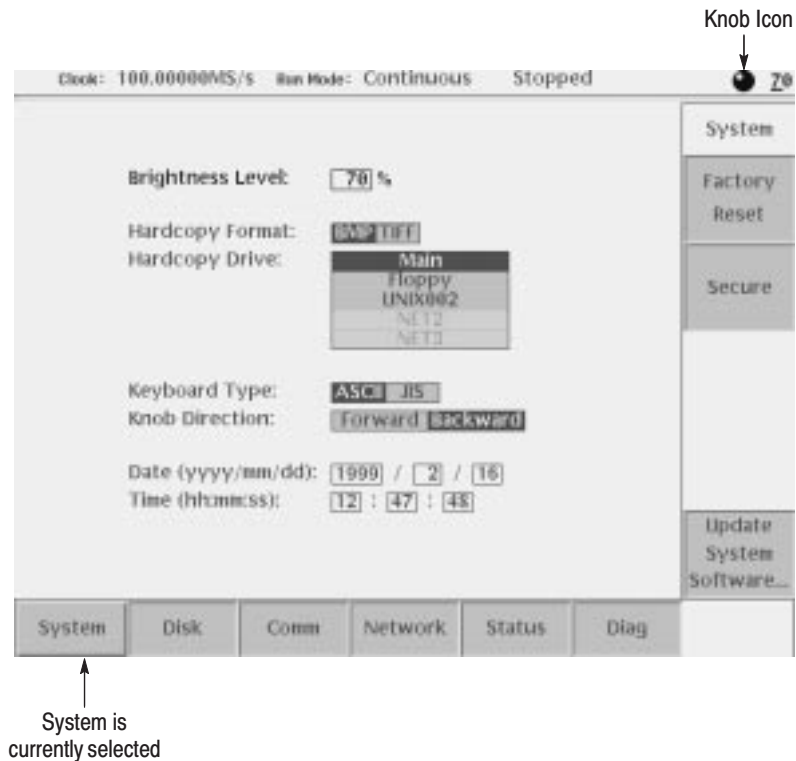 Knob Icon
Clock: 100.00000MS/s Run Mode: Continuous Stopped 70
System
Brightness Level: 70 %
Factory
Reset
Hardcopy Format: BMP TIFF
Hardcopy Drive: Main
Floppy
UNIX002
NET2
NET3
Secure
Keyboard Type: ASCII JIS
Knob Direction: Forward Backward
Date (yyyy/mm/dd): 1999 / 2 / 16
Time (hh:mm:ss): 12 : 47 : 48
Update
System
Software...
System Disk Comm Network Status Diag
System is
currently selected